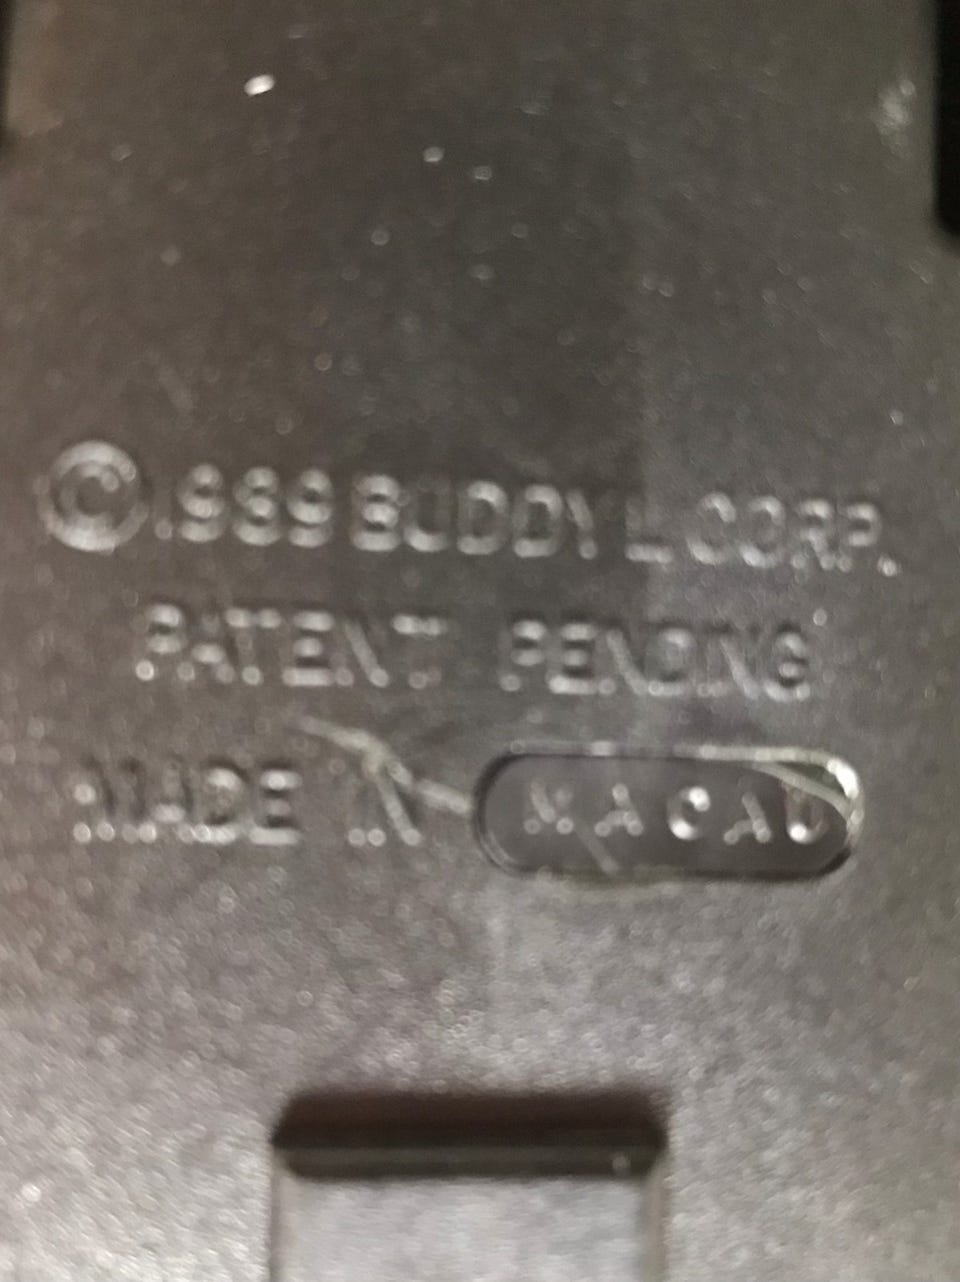 © 1989 BUDDY L CORP.
PATENT PENDING
MADE IN MACAU